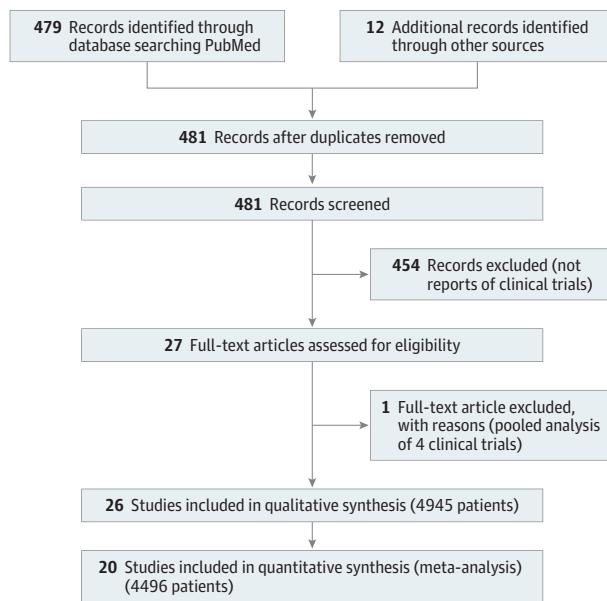 479 Records identified through
database searching PubMed
12 Additional records identified
through other sources
481 Records after duplicates removed
481 Records screened
454 Records excluded (not
reports of clinical trials)
27 Full-text articles assessed for eligibility
1 Full-text article excluded,
with reasons (pooled analysis
of 4 clinical trials)
26 Studies included in qualitative synthesis (4945 patients)
20 Studies included in quantitative synthesis (meta-analysis)
(4496 patients)